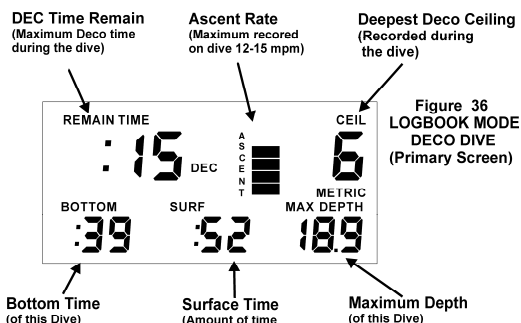 DEC Time Remain
(Maximum Deco time
during the dive)
Ascent Rate
(Maximum recored
on dive 12-15 mpm)
Deepest Deco Ceiling
(Recorded during
the dive)
Figure 36
LOGBOOK MODE
DECO DIVE
(Primary Screen)
REMAIN TIME
:15 DEC
ASCENT
CEIL
6
METRIC
BOTTOM SURF MAX DEPTH
:39 :52 18.9
Bottom Time
(of this Dive)
Surface Time
(Amount of time
Maximum Depth
(of this Dive)